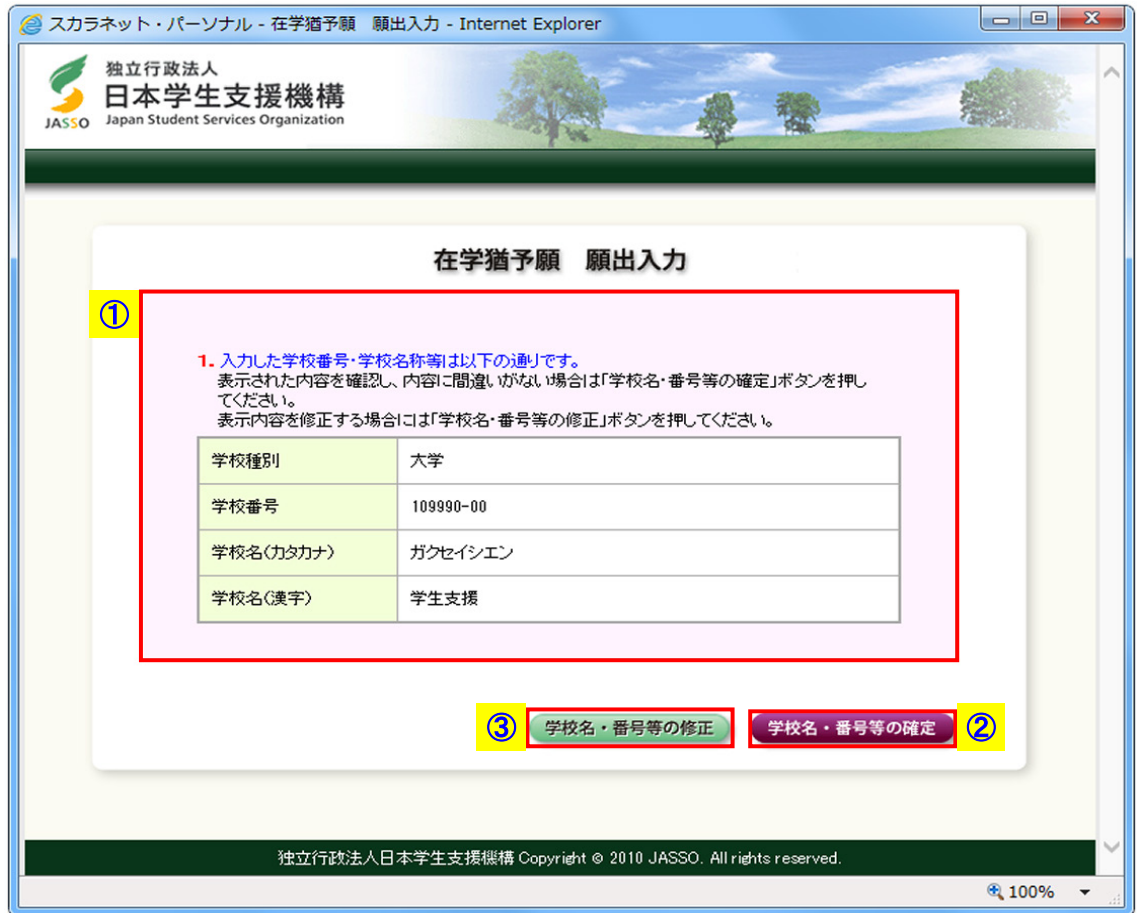 スカラネット・パーソナル - 在学猶予願　願出入力 - Internet Explorer
独立行政法人
日本学生支援機構
JASSO Japan Student Services Organization
在学猶予願　願出入力
①
1. 入力した学校番号・学校名称等は以下の通りです。
表示された内容を確認し、内容に間違いがない場合は「学校名・番号等の確定」ボタンを押し
てください。
表示内容を修正する場合には「学校名・番号等の修正」ボタンを押してください。
学校種別 大学
学校番号 109990-00
学校名(カタカナ) ガクセイシエン
学校名(漢字) 学生支援
③ 学校名・番号等の修正 学校名・番号等の確定 ②
独立行政法人日本学生支援機構 Copyright © 2010 JASSO. All rights reserved.
100%